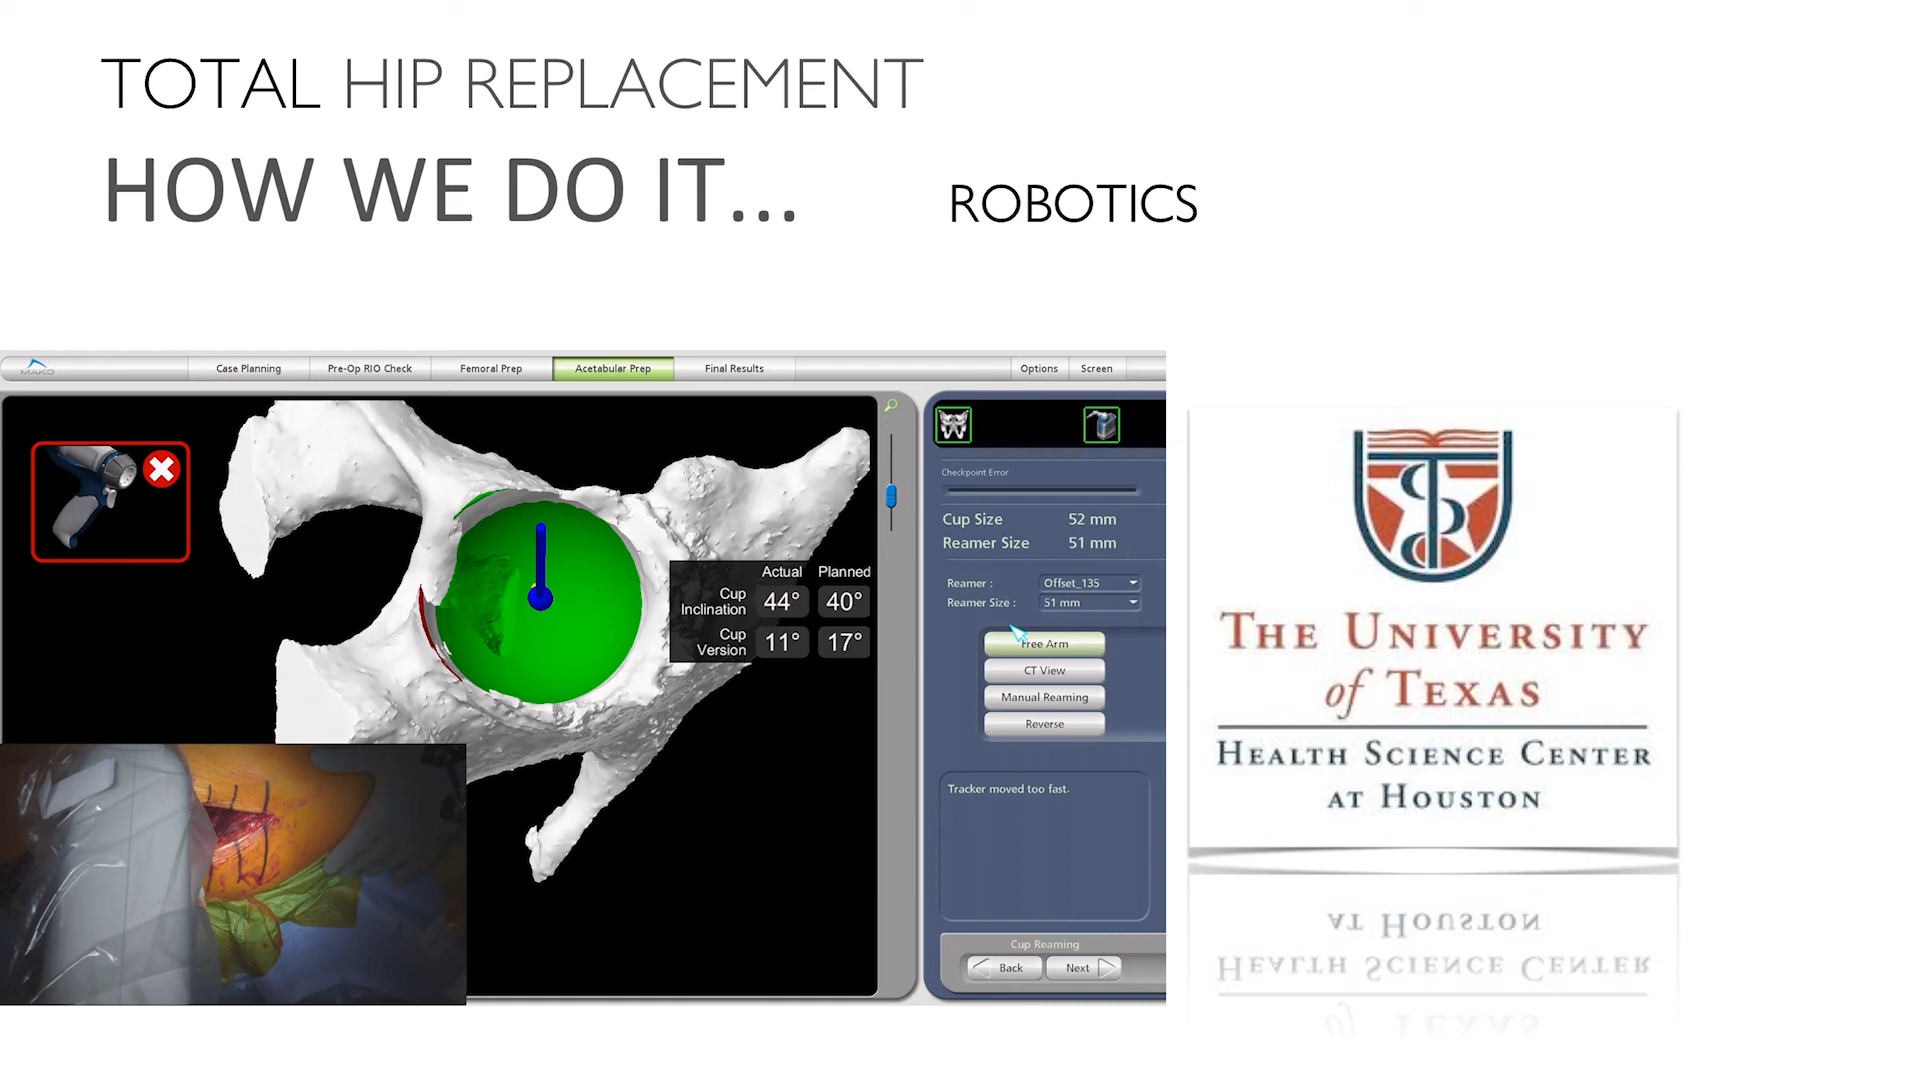 TOTAL HIP REPLACEMENT
HOW WE DO IT...
ROBOTICS
MAKO
Case Planning
Pre-Op RIO Check
Femoral Prep
Acetabular Prep
Final Results
Options
Screen
Actual Planned
Cup Inclination 44° 40°
Cup Version 11° 17°
Checkpoint Error
Cup Size 52 mm
Reamer Size 51 mm
Reamer : Offset_135
Reamer Size : 51 mm
Free Arm
CT View
Manual Reaming
Reverse
Tracker moved too fast.
Cup Reaming
Back
Next
THE UNIVERSITY
of TEXAS
HEALTH SCIENCE CENTER
AT HOUSTON